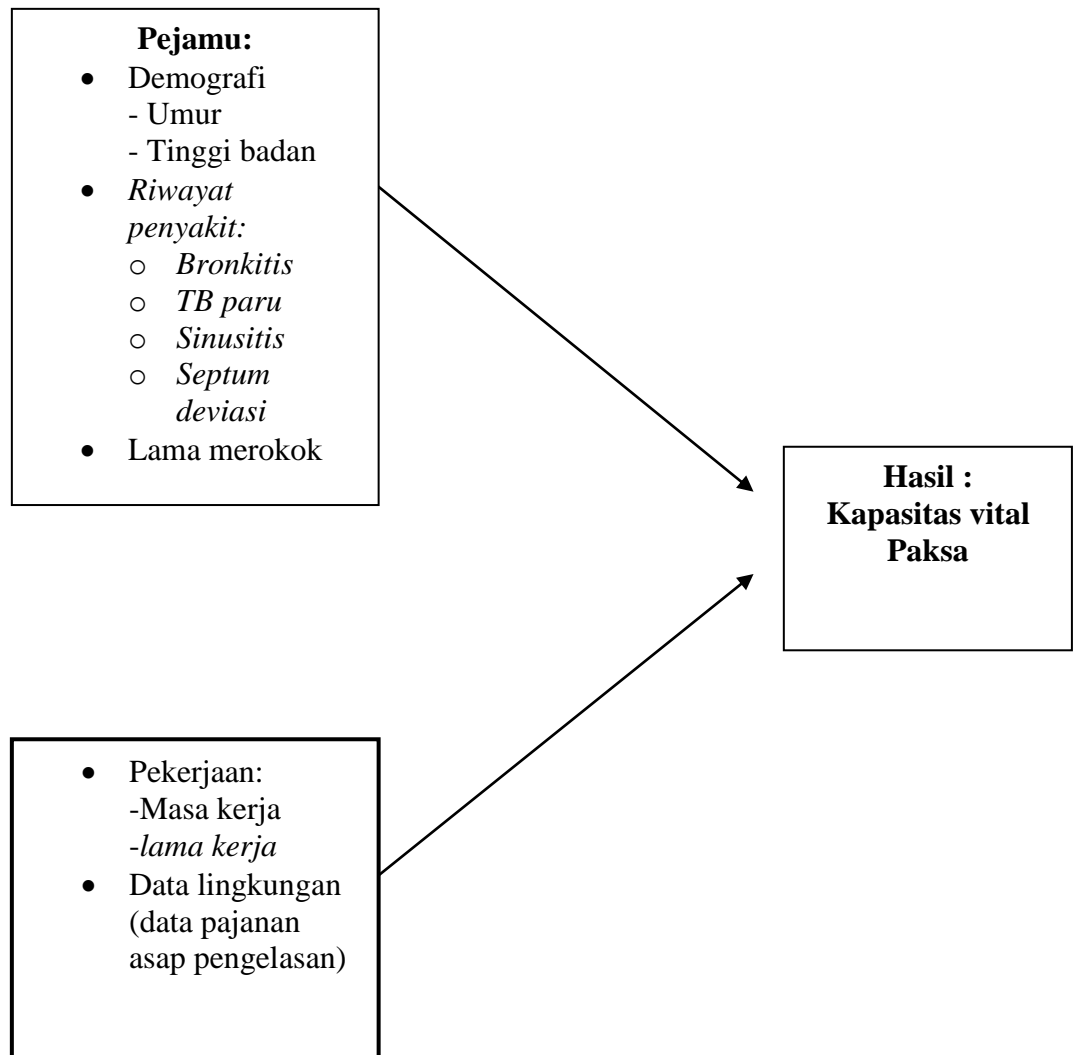 Pejamu:
• Demografi
- Umur
- Tinggi badan
• Riwayat
penyakit:
o Bronkitis
o TB paru
o Sinusitis
o Septum
deviasi
• Lama merokok
Hasil :
Kapasitas vital
Paksa
• Pekerjaan:
-Masa kerja
-lama kerja
• Data lingkungan
(data pajanan
asap pengelasan)